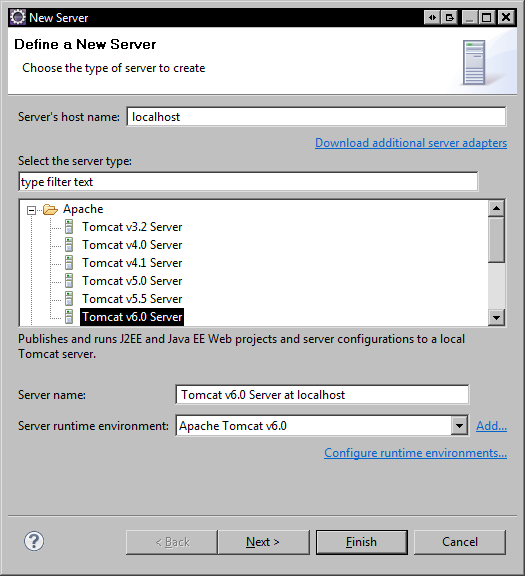 New Server
Define a New Server
Choose the type of server to create
Server's host name: localhost
Download additional server adapters
Select the server type:
type filter text
Apache
Tomcat v3.2 Server
Tomcat v4.0 Server
Tomcat v4.1 Server
Tomcat v5.0 Server
Tomcat v5.5 Server
Tomcat v6.0 Server
Publishes and runs J2EE and Java EE Web projects and server configurations to a local
Tomcat server.
Server name: Tomcat v6.0 Server at localhost
Server runtime environment: Apache Tomcat v6.0 Add...
Configure runtime environments...
? < Back Next > Finish Cancel